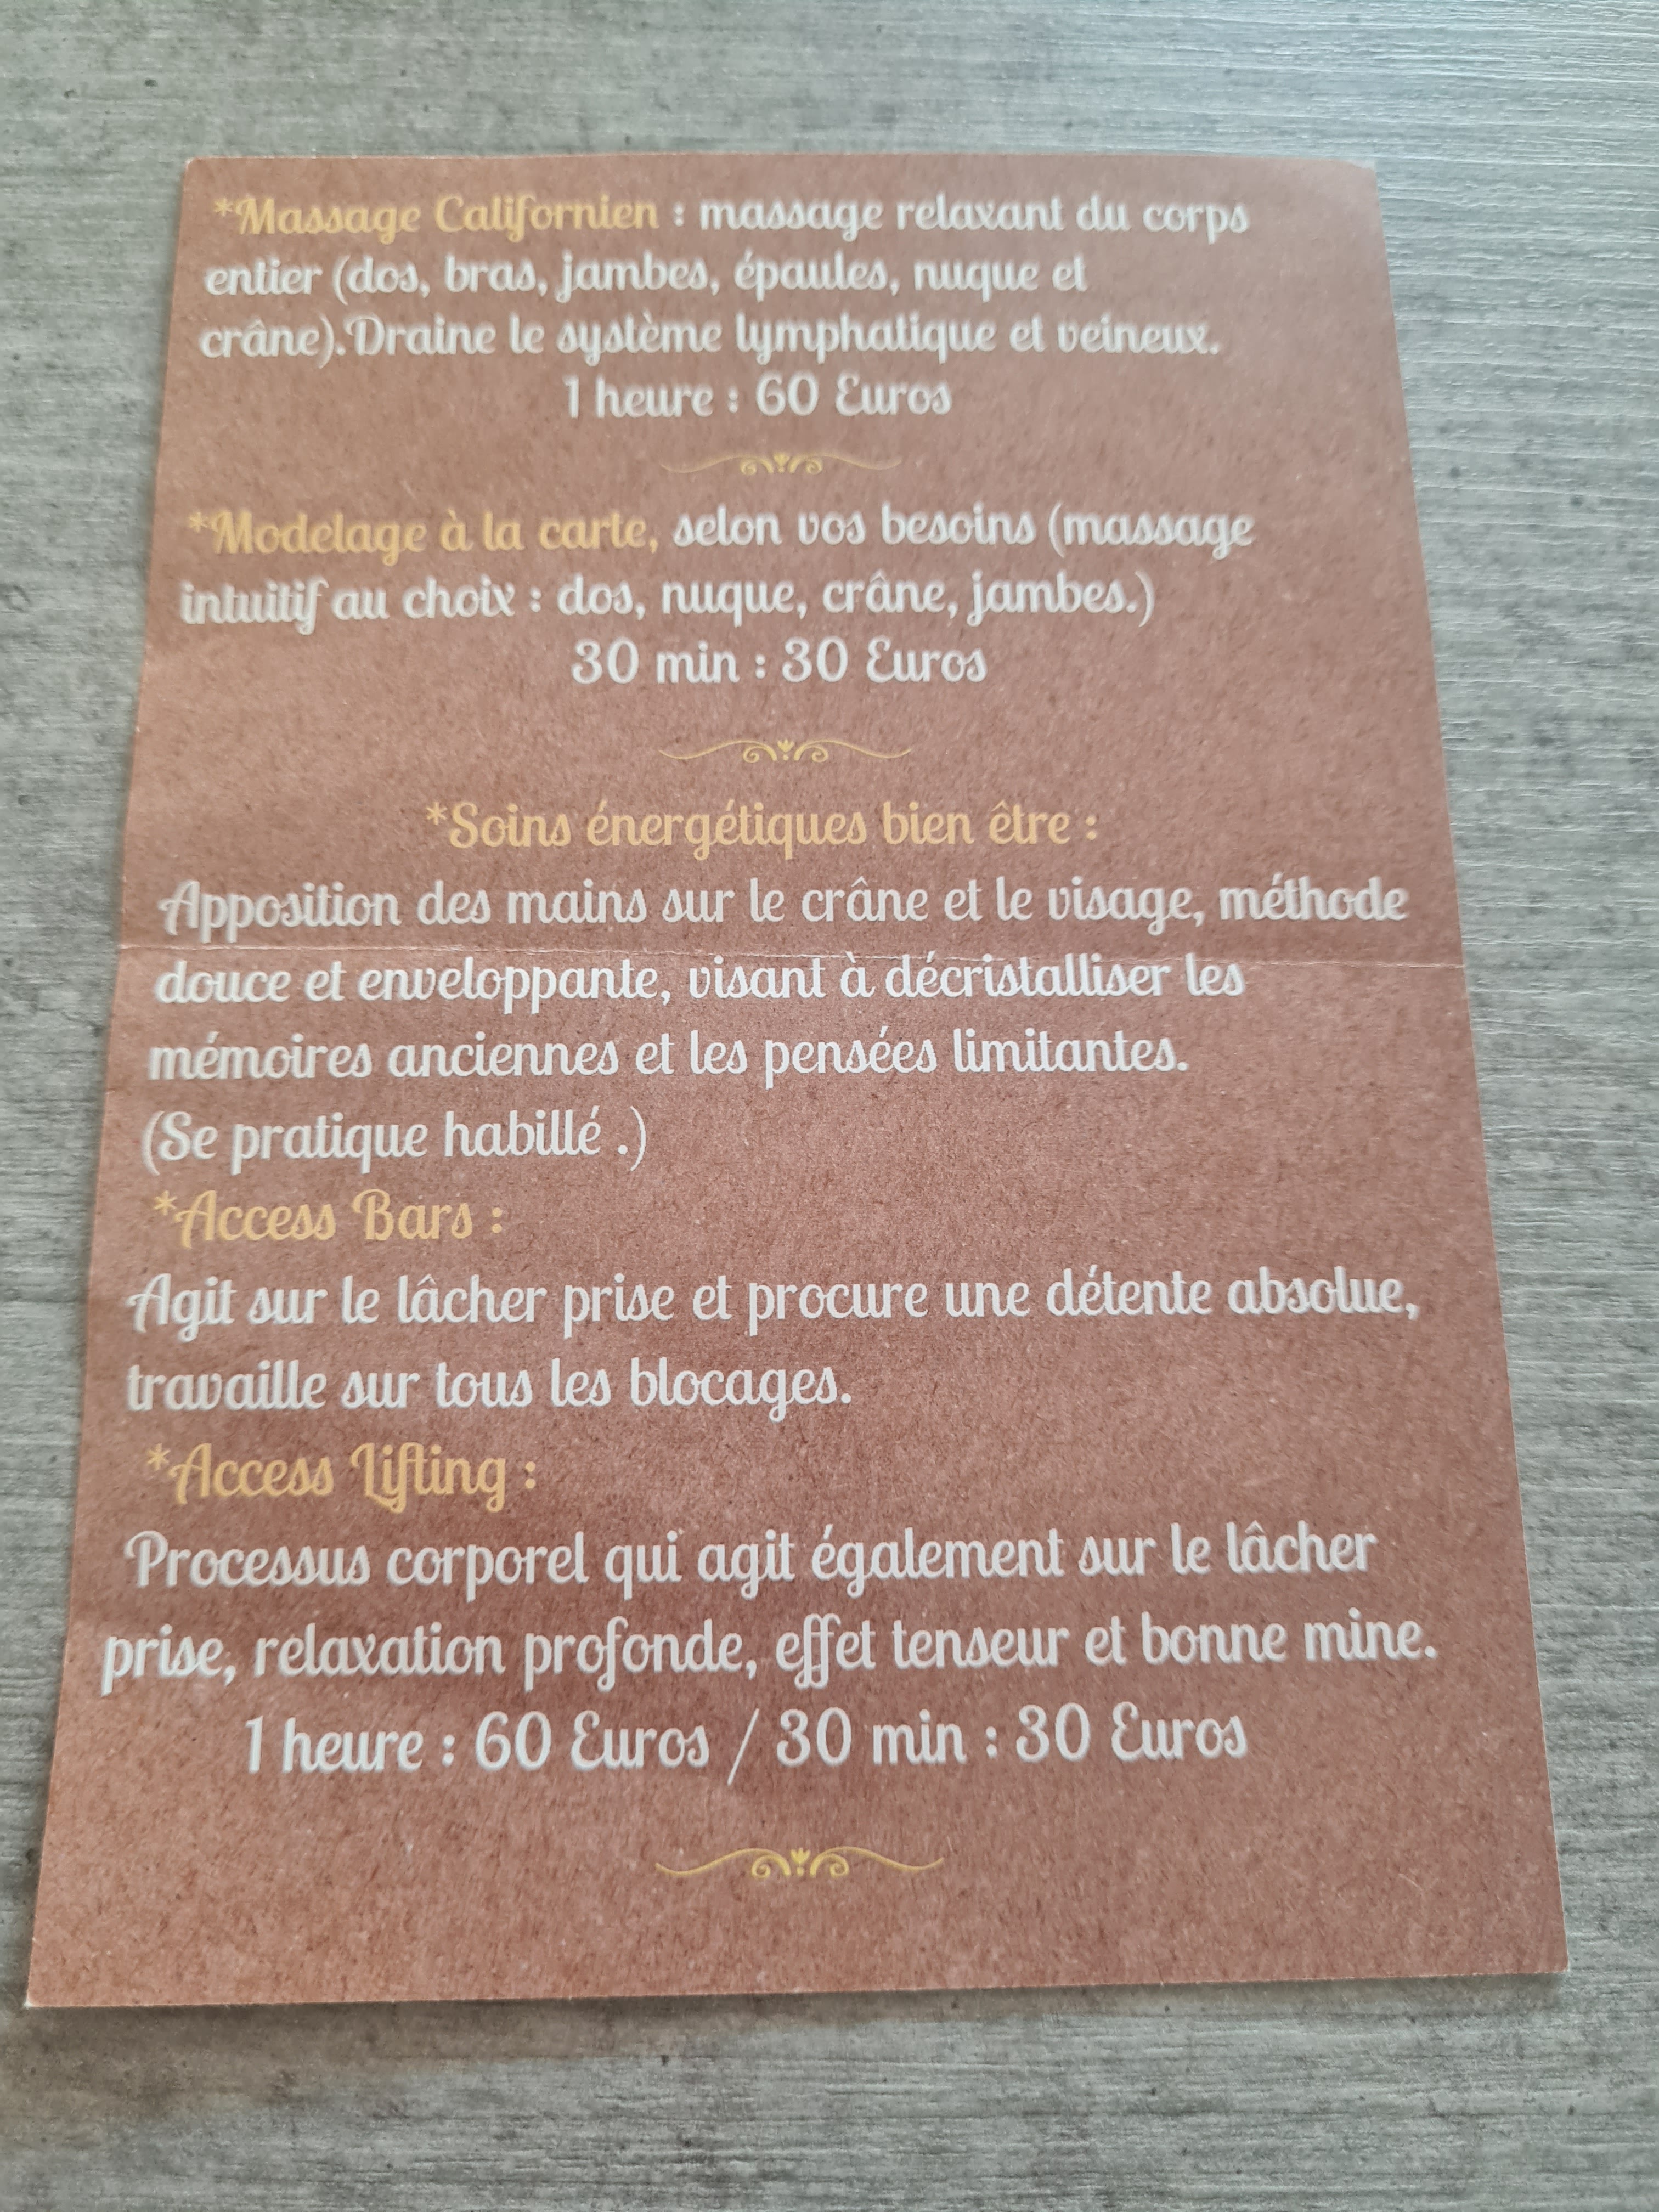 *Massage Californien : massage relaxant du corps
entier (dos, bras, jambes, épaules, nuque et
crâne).Draine le système lymphatique et veineux.
1 heure : 60 Euros
*Modelage à la carte, selon vos besoins (massage
intuitif au choix : dos, nuque, crâne, jambes.)
30 min : 30 Euros
*Soins énergétiques bien être :
Apposition des mains sur le crâne et le visage, méthode
douce et enveloppante, visant à décristalliser les
mémoires anciennes et les pensées limitantes.
(Se pratique habillé .)
*Access Bars :
Agit sur le lâcher prise et procure une détente absolue,
travaille sur tous les blocages.
*Access Lifting :
Processus corporel qui agit également sur le lâcher
prise, relaxation profonde, effet tenseur et bonne mine.
1 heure : 60 Euros / 30 min : 30 Euros